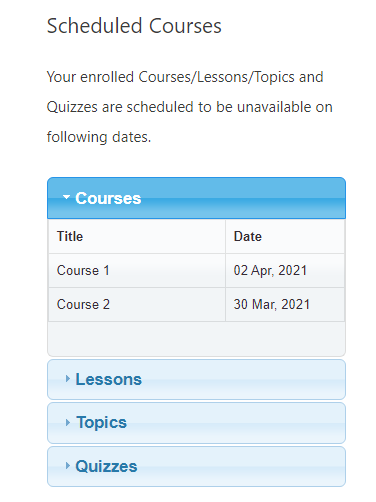 Scheduled Courses
Your enrolled Courses/Lessons/Topics and
Quizzes are scheduled to be unavailable on
following dates.
Courses
Title Date
Course 1 02 Apr, 2021
Course 2 30 Mar, 2021
Lessons
Topics
Quizzes